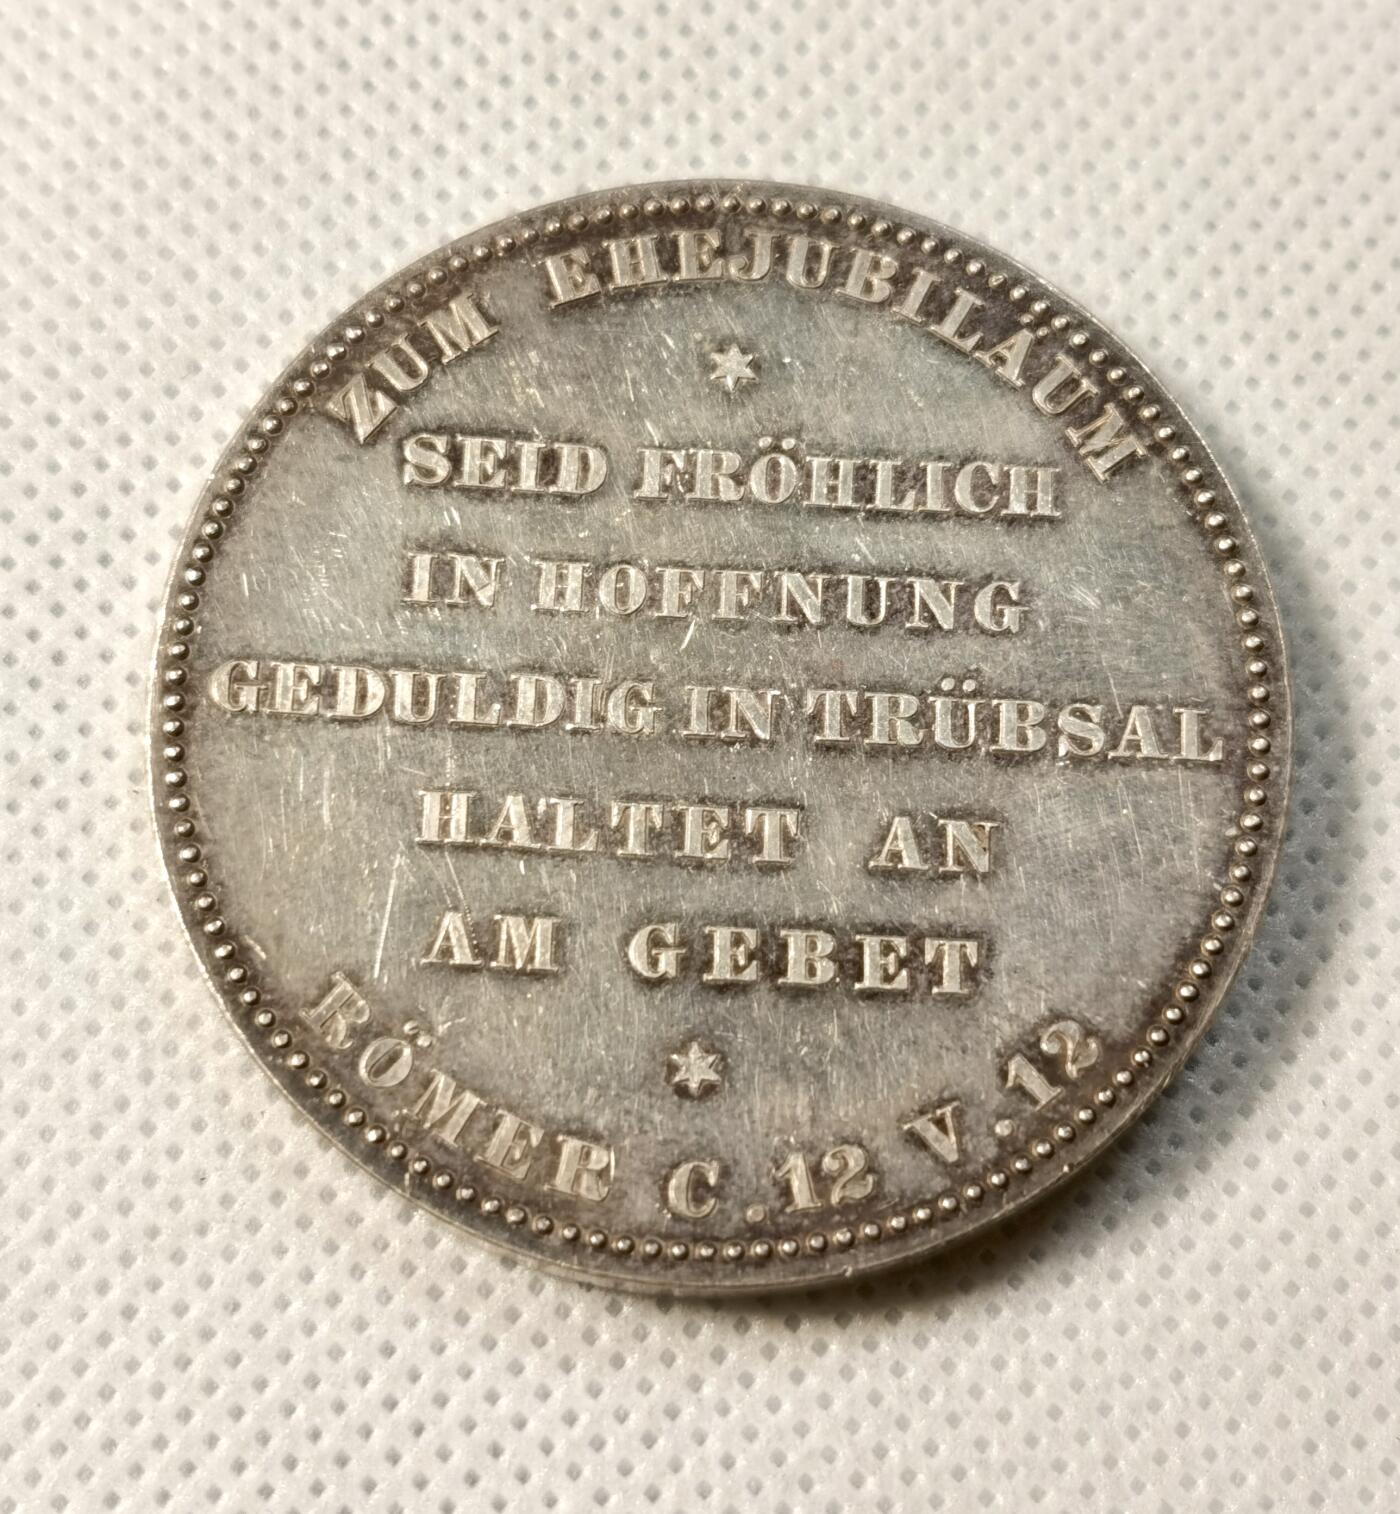 ZUM EHEJUBILÄUM
SEID FRÖHLICH
IN HOFFNUNG
GEDULDIG IN TRÜBSAL
HALTET AN
AM GEBET
RÖMER C.12 V.12